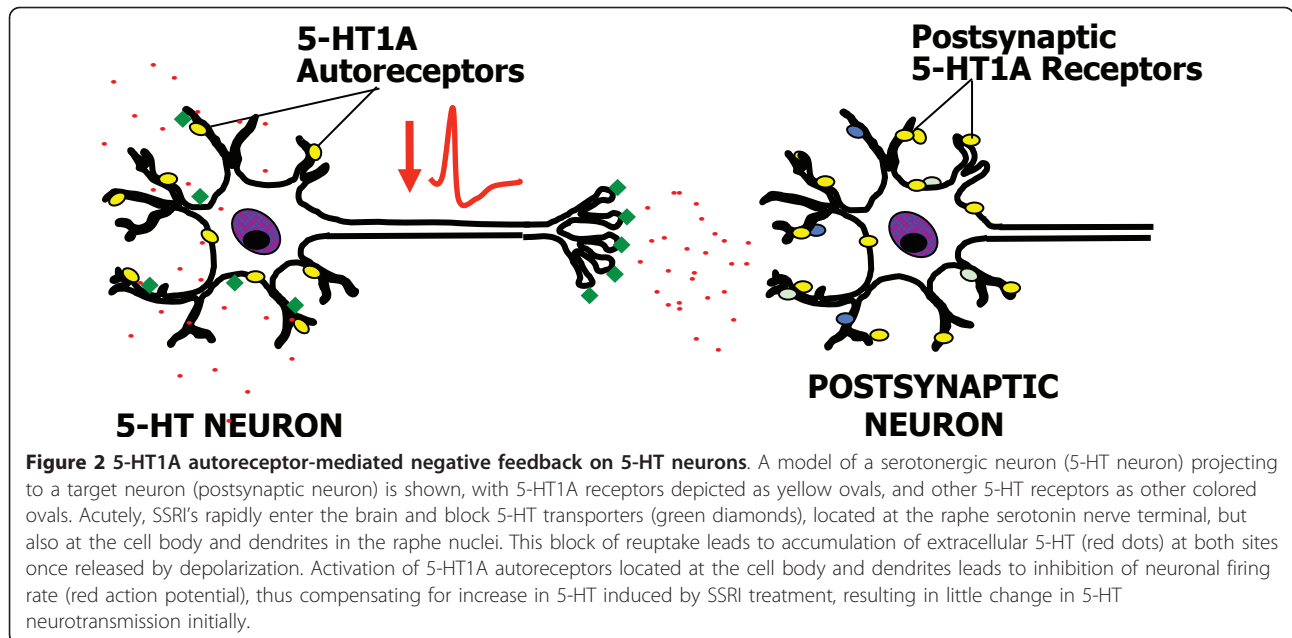 5-HT1A
Autoreceptors
Postsynaptic
5-HT1A Receptors
5-HT NEURON
POSTSYNAPTIC
NEURON
Figure 2 5-HT1A autoreceptor-mediated negative feedback on 5-HT neurons. A model of a serotonergic neuron (5-HT neuron) projecting
to a target neuron (postsynaptic neuron) is shown, with 5-HT1A receptors depicted as yellow ovals, and other 5-HT receptors as other colored
ovals. Acutely, SSRI's rapidly enter the brain and block 5-HT transporters (green diamonds), located at the raphe serotonin nerve terminal, but
also at the cell body and dendrites in the raphe nuclei. This block of reuptake leads to accumulation of extracellular 5-HT (red dots) at both sites
once released by depolarization. Activation of 5-HT1A autoreceptors located at the cell body and dendrites leads to inhibition of neuronal firing
rate (red action potential), thus compensating for increase in 5-HT induced by SSRI treatment, resulting in little change in 5-HT
neurotransmission initially.